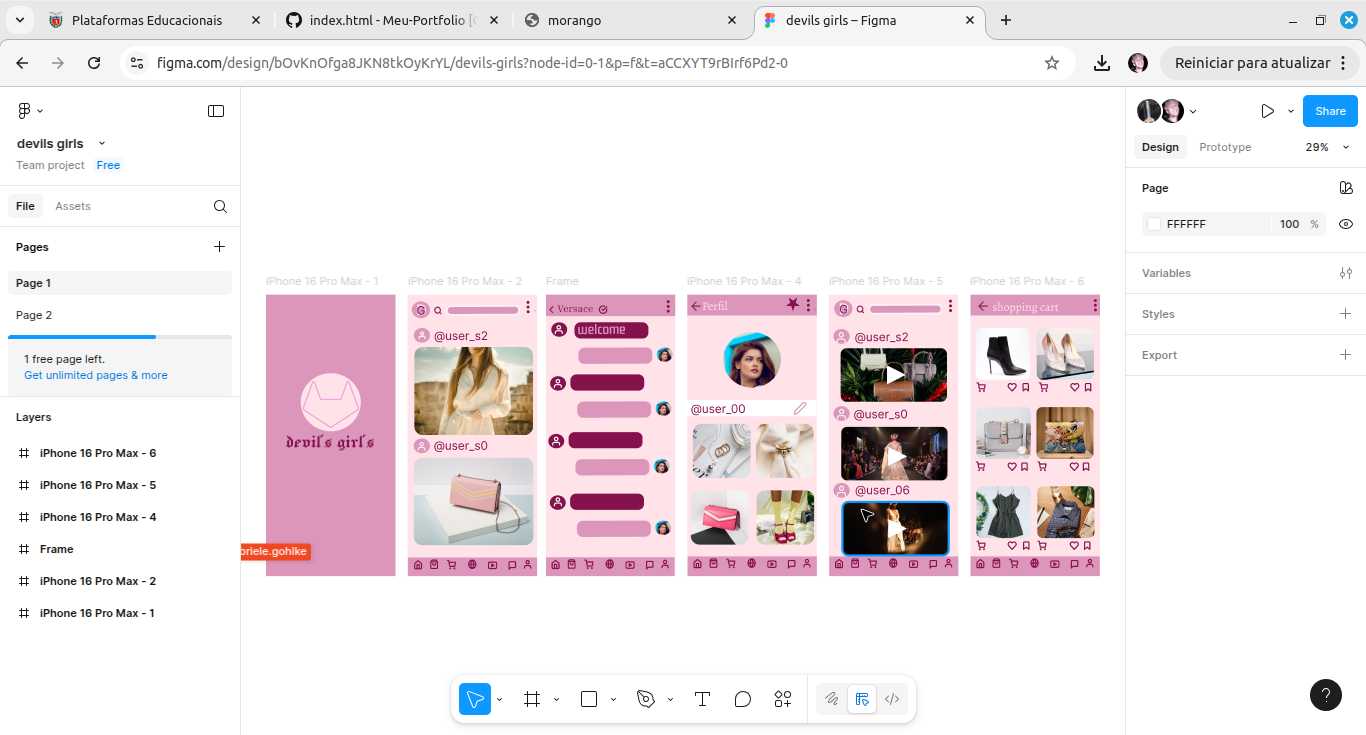 Plataformas Educacionais
index.html - Meu-Portfolio [
morango
devils girls – Figma
figma.com/design/bOvKnOfga8JKN8tkOyKrYL/devils-girls?node-id=0-1&p=f&t=aCCXYT9rBIrf6Pd2-0
Reiniciar para atualizar
devils girls
Team project Free
File Assets
Pages
Page 1
Page 2
1 free page left.
Get unlimited pages & more
Layers
iPhone 16 Pro Max - 6
iPhone 16 Pro Max - 5
iPhone 16 Pro Max - 4
Frame
iPhone 16 Pro Max - 2
iPhone 16 Pro Max - 1
iPhone 16 Pro Max - 1
devil's girl's
briele.gohlke
iPhone 16 Pro Max - 2
G
@user_s2
@user_s0
Frame
Versace
welcome
iPhone 16 Pro Max - 4
Perfil
@user_00
iPhone 16 Pro Max - 5
G
@user_s2
@user_s0
@user_06
iPhone 16 Pro Max - 6
shopping cart
Share
Design Prototype 29%
Page
FFFFFF 100 %
Variables
Styles
Export
?